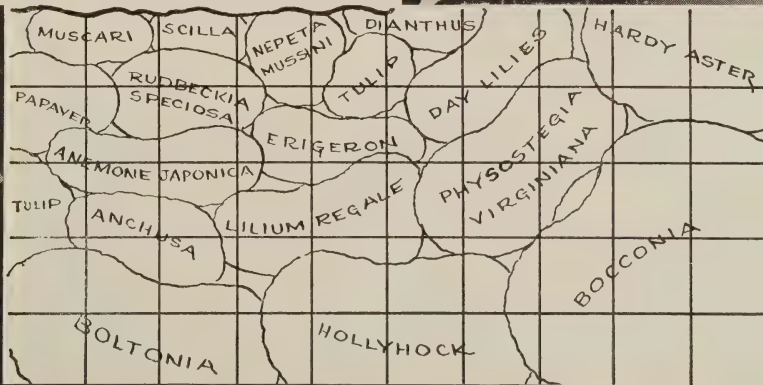 MUSCARI
SCILLA
NEPETA
MUSSINI
DIANTHUS
HARDY ASTER
TULIP
DAY LILIES
RUDBECKIA
SPECIOSA
PAPAVER
ERIGERON
PHYSOSTEGIA
VIRGINIANA
ANEMONE JAPONICA
TULIP
ANCHUSA
LILIUM REGALE
BOCCONIA
BOLTONIA
HOLLYHOCK